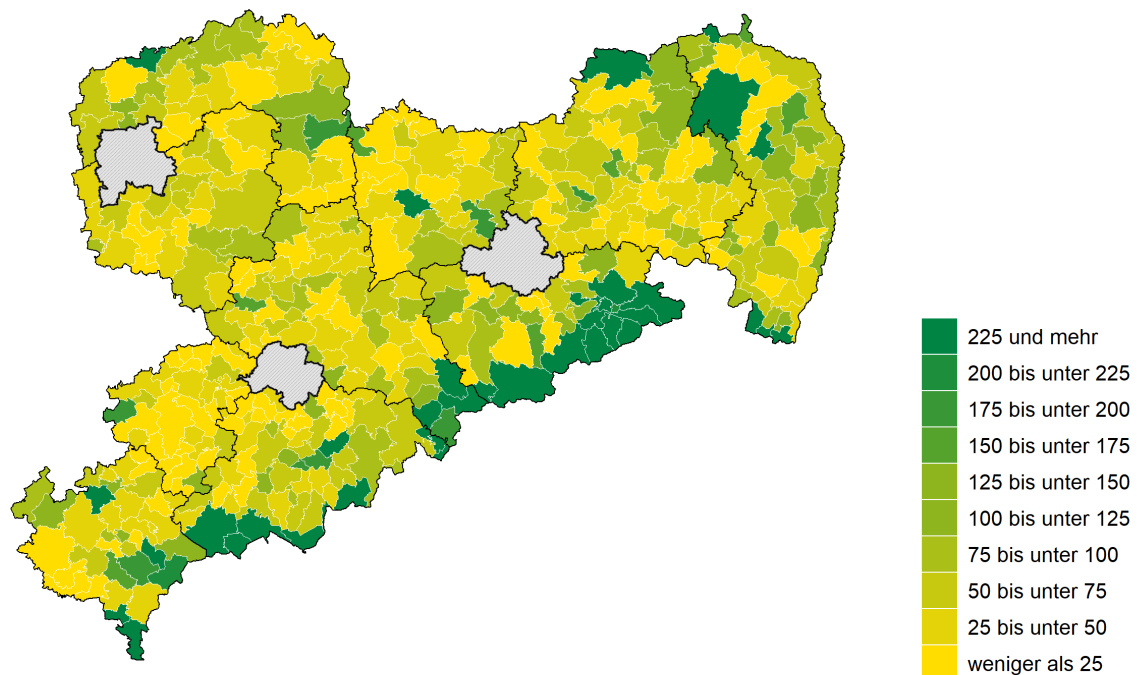 225 und mehr
200 bis unter 225
175 bis unter 200
150 bis unter 175
125 bis unter 150
100 bis unter 125
75 bis unter 100
50 bis unter 75
25 bis unter 50
weniger als 25